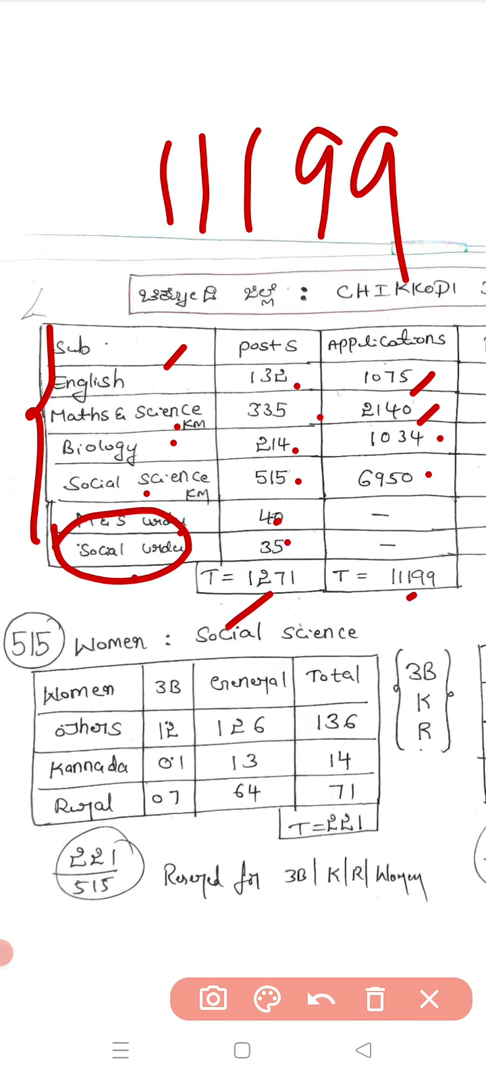 11199
ಚಿಕ್ಕೋಡಿ ಜಿಲ್ಲೆ : CHIKKODI
Sub Posts Applications
English 132 1075
Maths & Science KM 335 2140
Biology 214 1034
Social science KM 515 6950
M&S urdu 40 —
Social urdu 35 —
T= 1271 T= 11199
515 Women : Social Science
Women 3B General Total
others 12 126 136
Kannada 01 13 14
Rural 07 64 71
T=221
3B
K
R
221/515 Reserved for 3B/K/R/Women